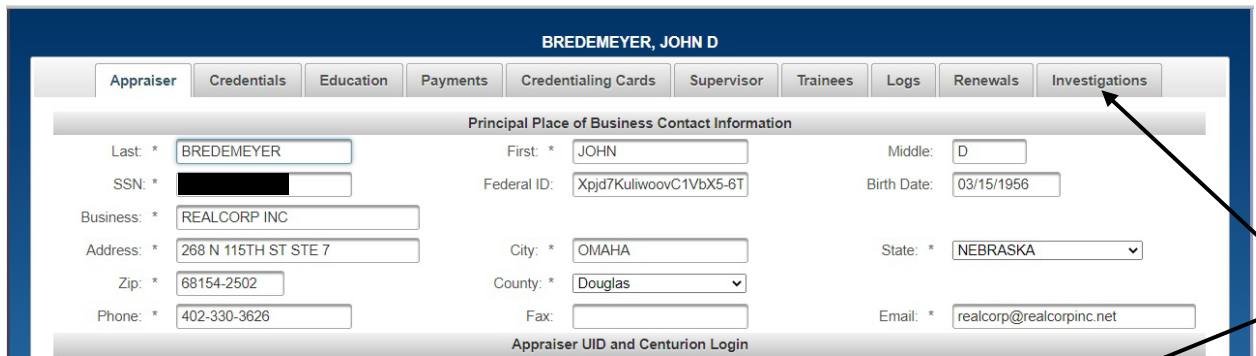 BREDEMEYER, JOHN D
Appraiser Credentials Education Payments Credentialing Cards Supervisor Trainees Logs Renewals Investigations
Principal Place of Business Contact Information
Last: * BREDEMEYER First: * JOHN Middle: D
SSN: * Federal ID: Xpjd7KuliwoovC1VbX5-6T Birth Date: 03/15/1956
Business: * REALCORP INC
Address: * 268 N 115TH ST STE 7 City: * OMAHA State: * NEBRASKA
Zip: * 68154-2502 County: * Douglas
Phone: * 402-330-3626 Fax: Email: * realcorp@realcorpinc.net
Appraiser UID and Centurion Login